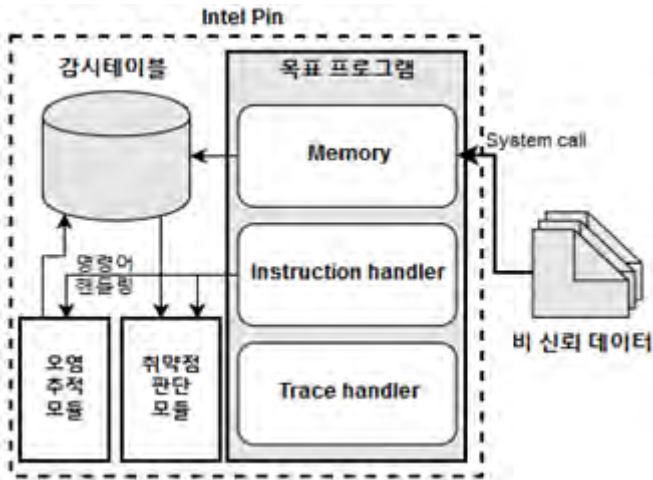 Intel Pin
감시테이블
목표 프로그램
Memory
System call
명령어
핸들링
Instruction handler
비 신뢰 데이터
오염
추적
모듈
취약점
판단
모듈
Trace handler